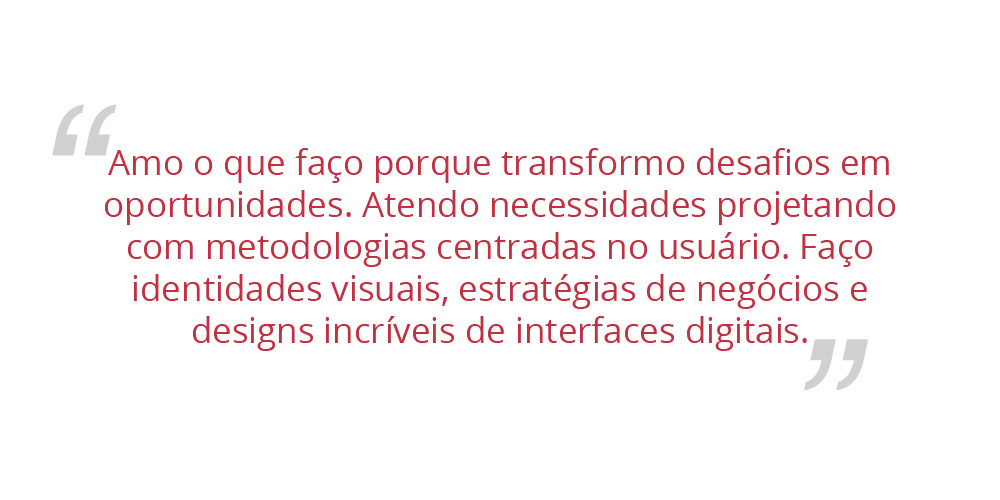 “Amo o que faço porque transformo desafios em
oportunidades. Atendo necessidades projetando
com metodologias centradas no usuário. Faço
identidades visuais, estratégias de negócios e
designs incríveis de interfaces digitais.”